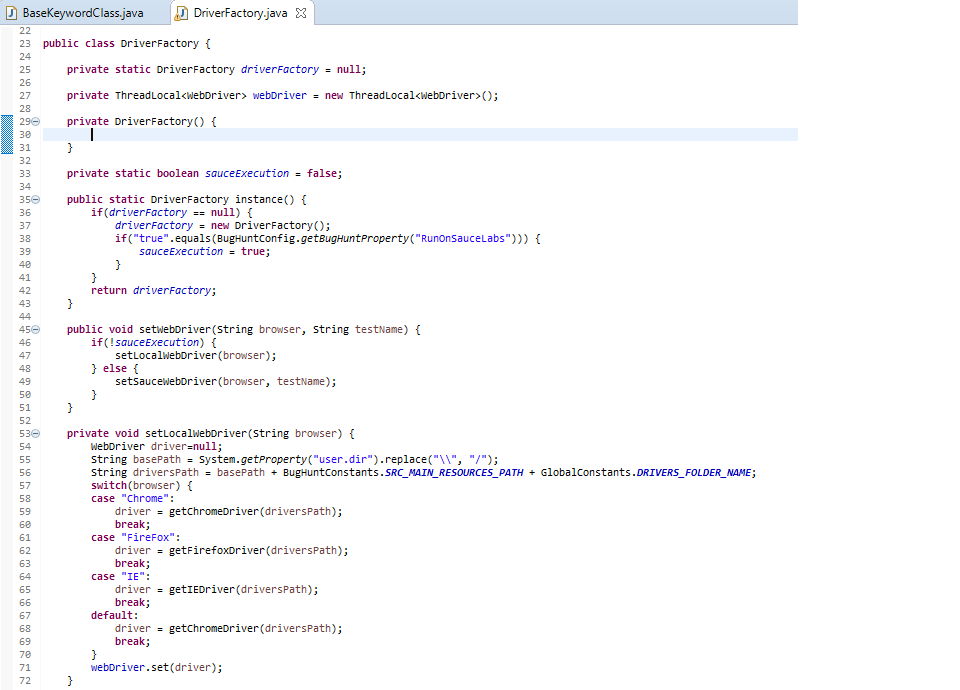 BaseKeywordClass.java DriverFactory.java
22
23 public class DriverFactory {
24
25     private static DriverFactory driverFactory = null;
26
27     private ThreadLocal<WebDriver> webDriver = new ThreadLocal<WebDriver>();
28
29     private DriverFactory() {
30
31     }
32
33     private static boolean sauceExecution = false;
34
35     public static DriverFactory instance() {
36         if(driverFactory == null) {
37             driverFactory = new DriverFactory();
38             if("true".equals(BugHuntConfig.getBugHuntProperty("RunOnSauceLabs"))) {
39                 sauceExecution = true;
40             }
41         }
42         return driverFactory;
43     }
44
45     public void setWebDriver(String browser, String testName) {
46         if(!sauceExecution) {
47             setLocalWebDriver(browser);
48         } else {
49             setSauceWebDriver(browser, testName);
50         }
51     }
52
53     private void setLocalWebDriver(String browser) {
54         WebDriver driver=null;
55         String basePath = System.getProperty("user.dir").replace("\\", "/");
56         String driversPath = basePath + BugHuntConstants.SRC_MAIN_RESOURCES_PATH + GlobalConstants.DRIVERS_FOLDER_NAME;
57         switch(browser) {
58         case "Chrome":
59             driver = getChromeDriver(driversPath);
60             break;
61         case "FireFox":
62             driver = getFirefoxDriver(driversPath);
63             break;
64         case "IE":
65             driver = getIEDriver(driversPath);
66             break;
67         default:
68             driver = getChromeDriver(driversPath);
69             break;
70         }
71         webDriver.set(driver);
72     }